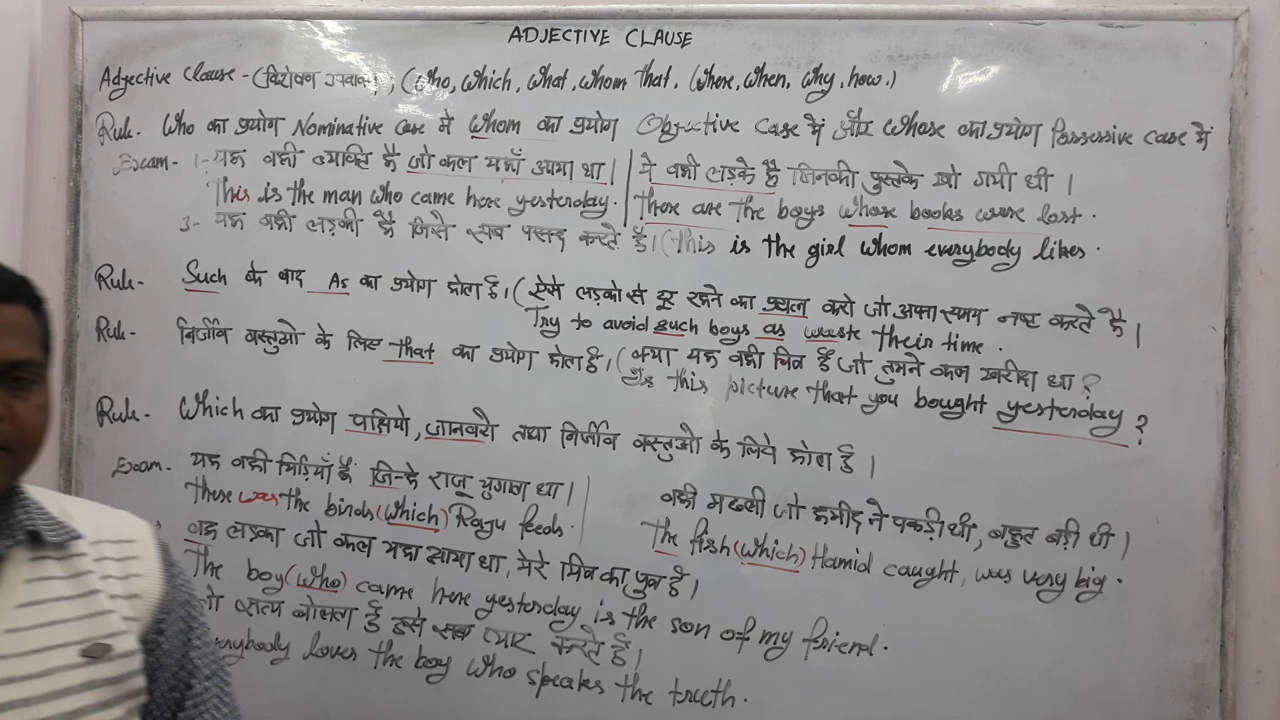 ADJECTIVE CLAUSE
Adjective Clause - (विशेषण उपवाक्य) (Who, which, what, whom that, where, when, why, how.)
Rule. Who का प्रयोग Nominative Case में Whom का प्रयोग Objective Case में और Whose का प्रयोग Possessive case में
Exam- 1- यह वही व्यक्ति है जो कल यहाँ आया था। | ये वही लड़के है जिनकी पुस्तके खो गयी थी ।
This is the man who came here yesterday. | These are the boys whose books were lost.
3- यह वही लड़की है जिसे सब पसंद करते है। (This is the girl whom everybody likes.
Rule- Such के बाद As का प्रयोग होता है। (ऐसे लड़को से दूर रहने का प्रयत्न करो जो अपना समय नष्ट करते है।
Try to avoid such boys as waste their time.
Rule- निर्जीव वस्तुओ के लिए that का प्रयोग होता है। (क्या यह वही चित्र है जो तुमने कल खरीदा था?
Is this picture that you bought yesterday?
Rule- Which का प्रयोग पक्षियो, जानवरो तथा निर्जीव वस्तुओ के लिये होता है।
Exam- यह वही चिड़ियाँ है जिन्हे राजू चुगाता था। | वही मछली जो हमीद ने पकड़ी थी, बहुत बड़ी थी।
These was the birds (which) Raju feeds. | The fish (which) Hamid caught, was very big.
वह लड़का जो कल यहा आया था, मेरे मित्र का पुत्र है।
The boy (who) came here yesterday is the son of my friend.
जो सत्य बोलता है उसे सब प्यार करते है।
loves the boy who speaks the truth.